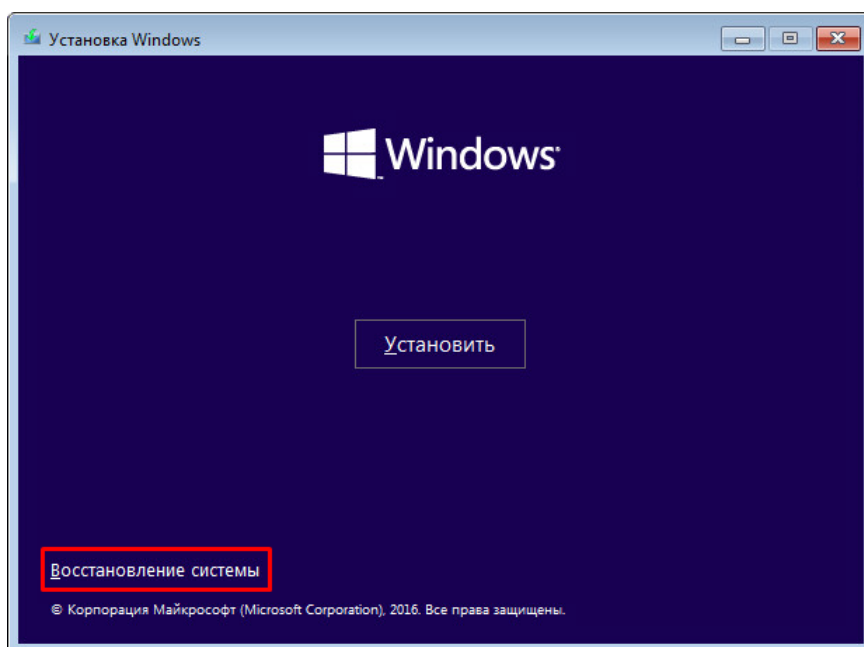 Установка Windows
Windows
Установить
Восстановление системы
© Корпорация Майкрософт (Microsoft Corporation), 2016. Все права защищены.